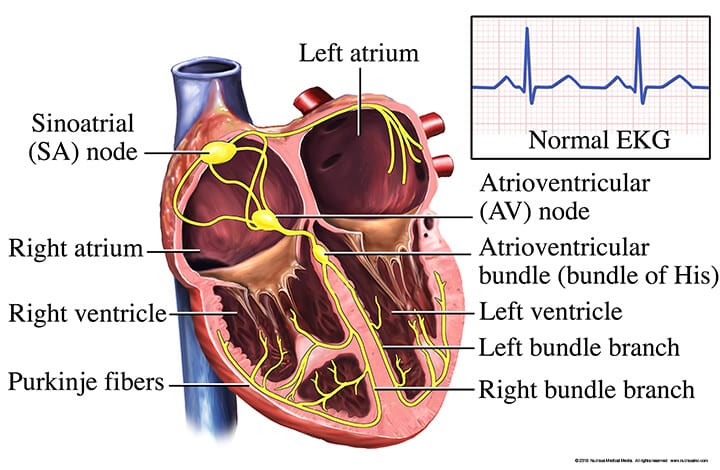 Left atrium
Sinoatrial
(SA) node
Normal EKG
Atrioventricular
(AV) node
Right atrium
Atrioventricular
bundle (bundle of His)
Right ventricle
Left ventricle
Left bundle branch
Purkinje fibers
Right bundle branch
©2016 Nucleus Medical Media. All rights reserved. www.nucleusinc.com